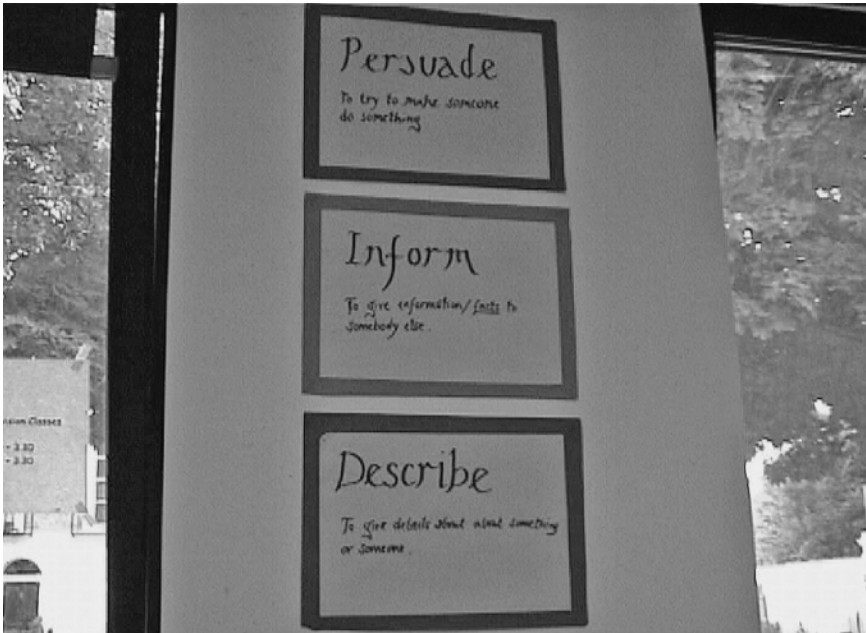 Persuade
To try to make someone
do something
Inform
To give information/facts to
somebody else.
Describe
To give details about about something
or someone.
nsion Classes
- 3.30
- 3.30